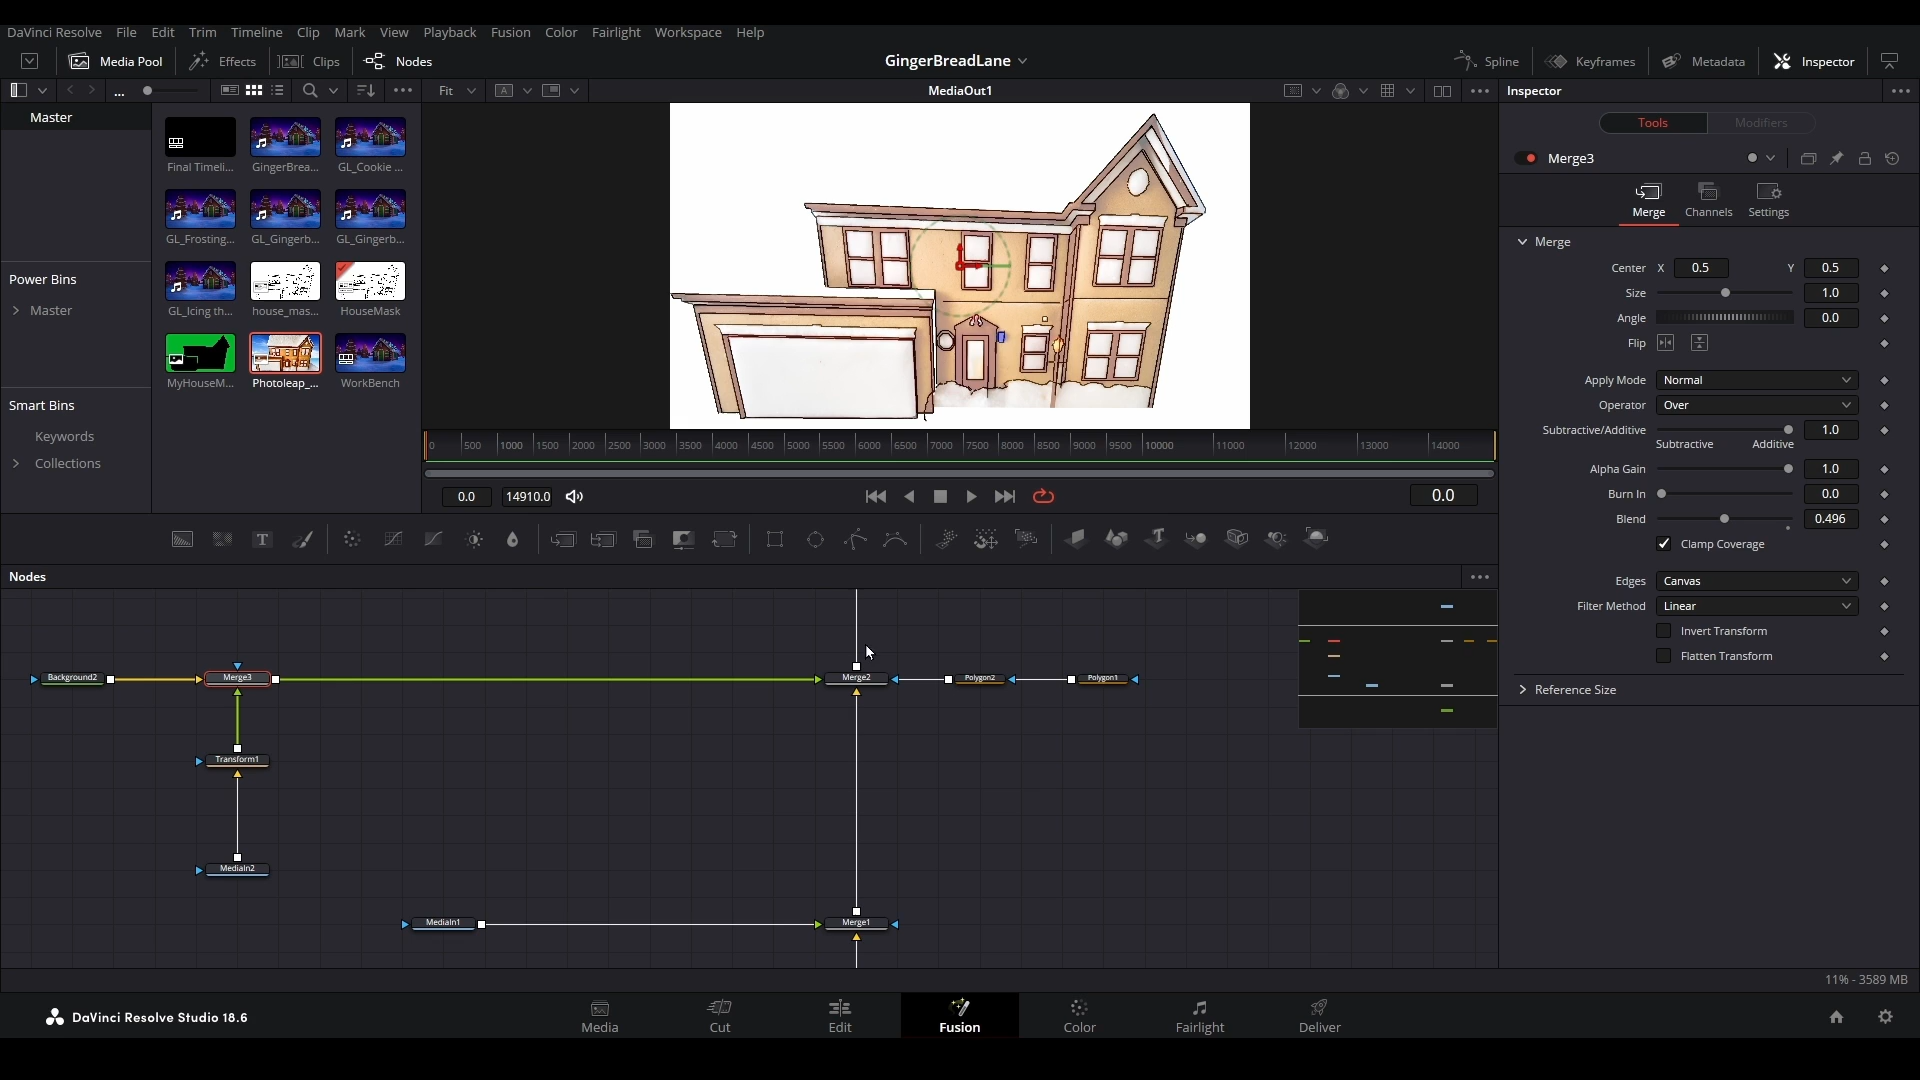 DaVinci Resolve File Edit Trim Timeline Clip Mark View Playback Fusion Color Fairlight Workspace Help
Media Pool Effects Clips Nodes GingerBreadLane Spline Keyframes Metadata Inspector
... Fit A MediaOut1 Inspector
Master
Final Timeli... GingerBrea... GL_Cookie ...
GL_Frosting... GL_Gingerb... GL_Gingerb...
Power Bins
Master
GL_Icing th... house_mas... HouseMask
MyHouseM... Photoleap_... WorkBench
Smart Bins
Keywords
Collections
0 500 1000 1500 2000 2500 3000 3500 4000 4500 5000 5500 6000 6500 7000 7500 8000 8500 9000 9500 10000 11000 12000 13000 14000
0.0 14910.0 0.0
Tools Modifiers
Merge3
Merge Channels Settings
Merge
Center X 0.5 Y 0.5
Size 1.0
Angle 0.0
Flip
Apply Mode Normal
Operator Over
Subtractive/Additive 1.0
Subtractive Additive
Alpha Gain 1.0
Burn In 0.0
Blend 0.496
Clamp Coverage
Edges Canvas
Filter Method Linear
Invert Transform
Flatten Transform
Reference Size
Nodes
Background2 Merge3 Merge2 Polygon2 Polygon1
Transform1
MediaIn2
MediaIn1 Merge1
11% - 3589 MB
DaVinci Resolve Studio 18.6
Media Cut Edit Fusion Color Fairlight Deliver